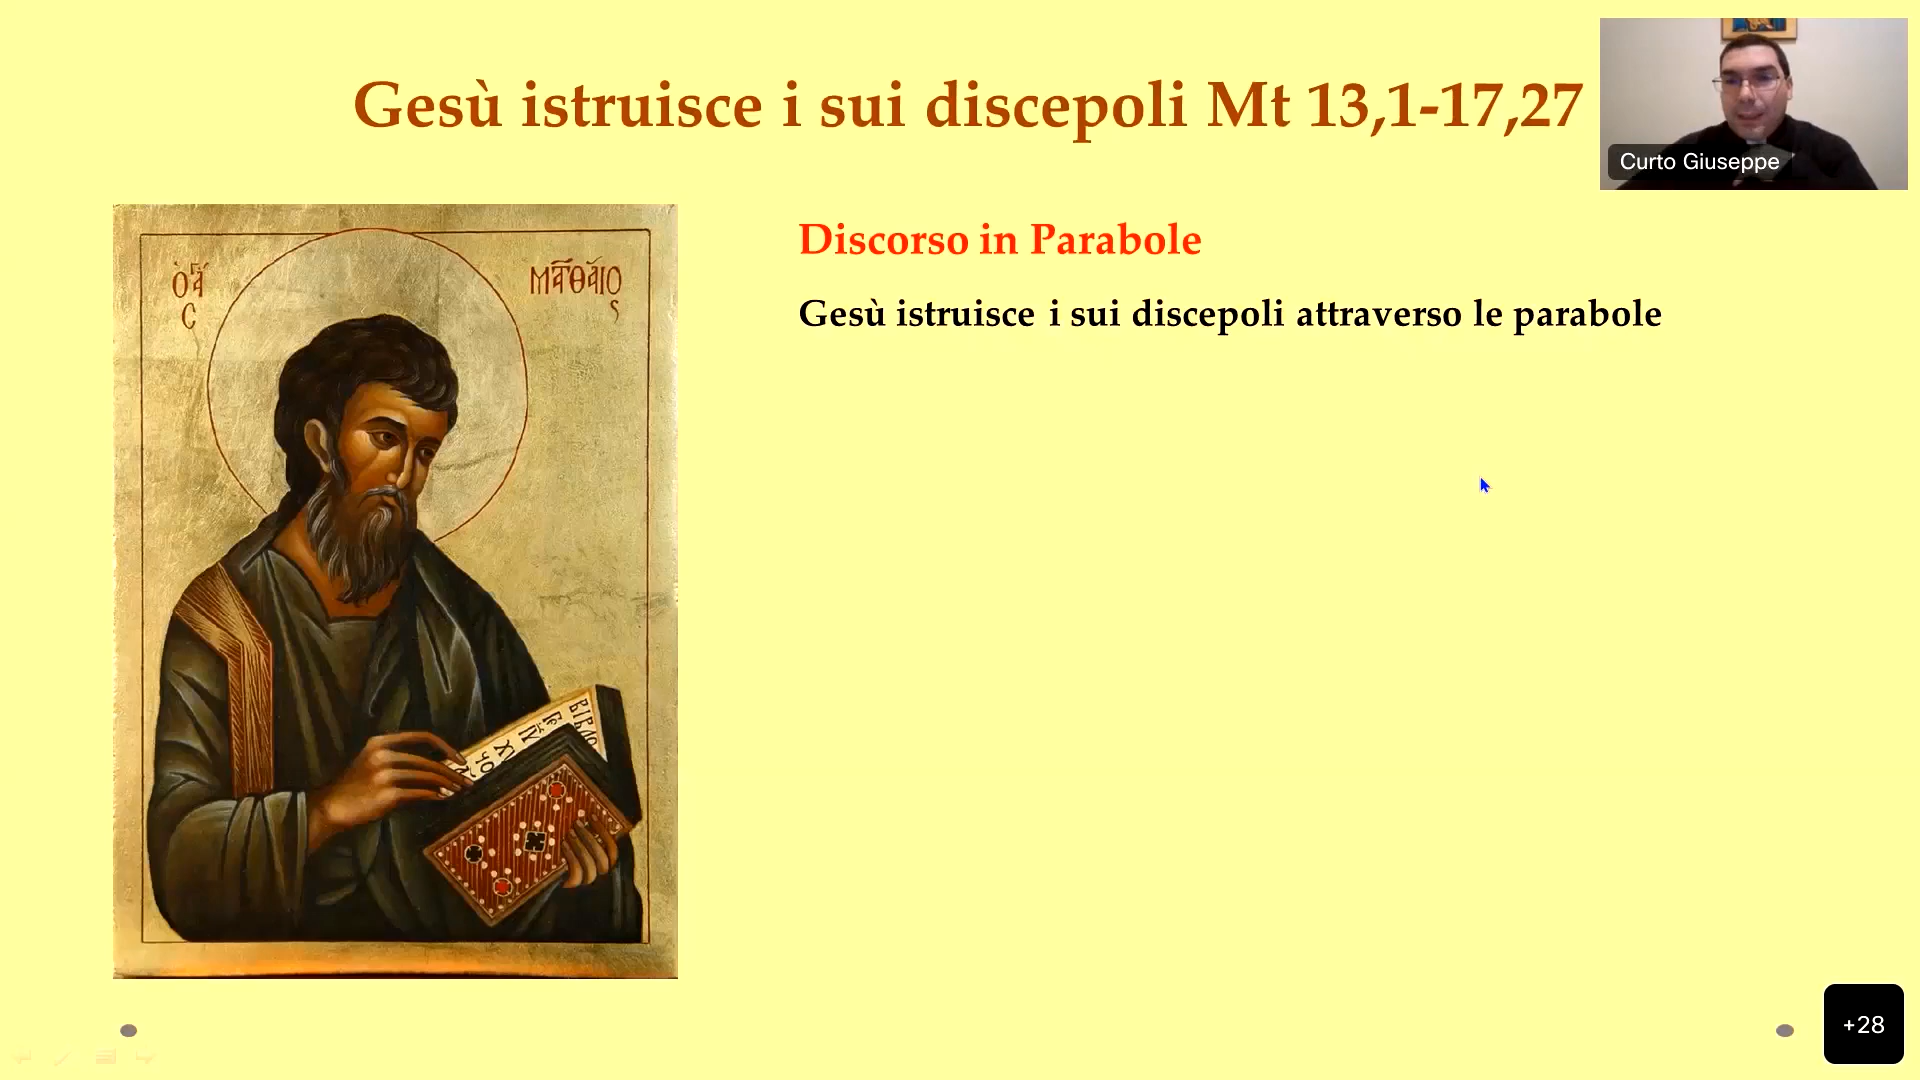 Gesù istruisce i sui discepoli Mt 13,1-17,27
Curto Giuseppe
Discorso in Parabole
Gesù istruisce i sui discepoli attraverso le parabole
+28